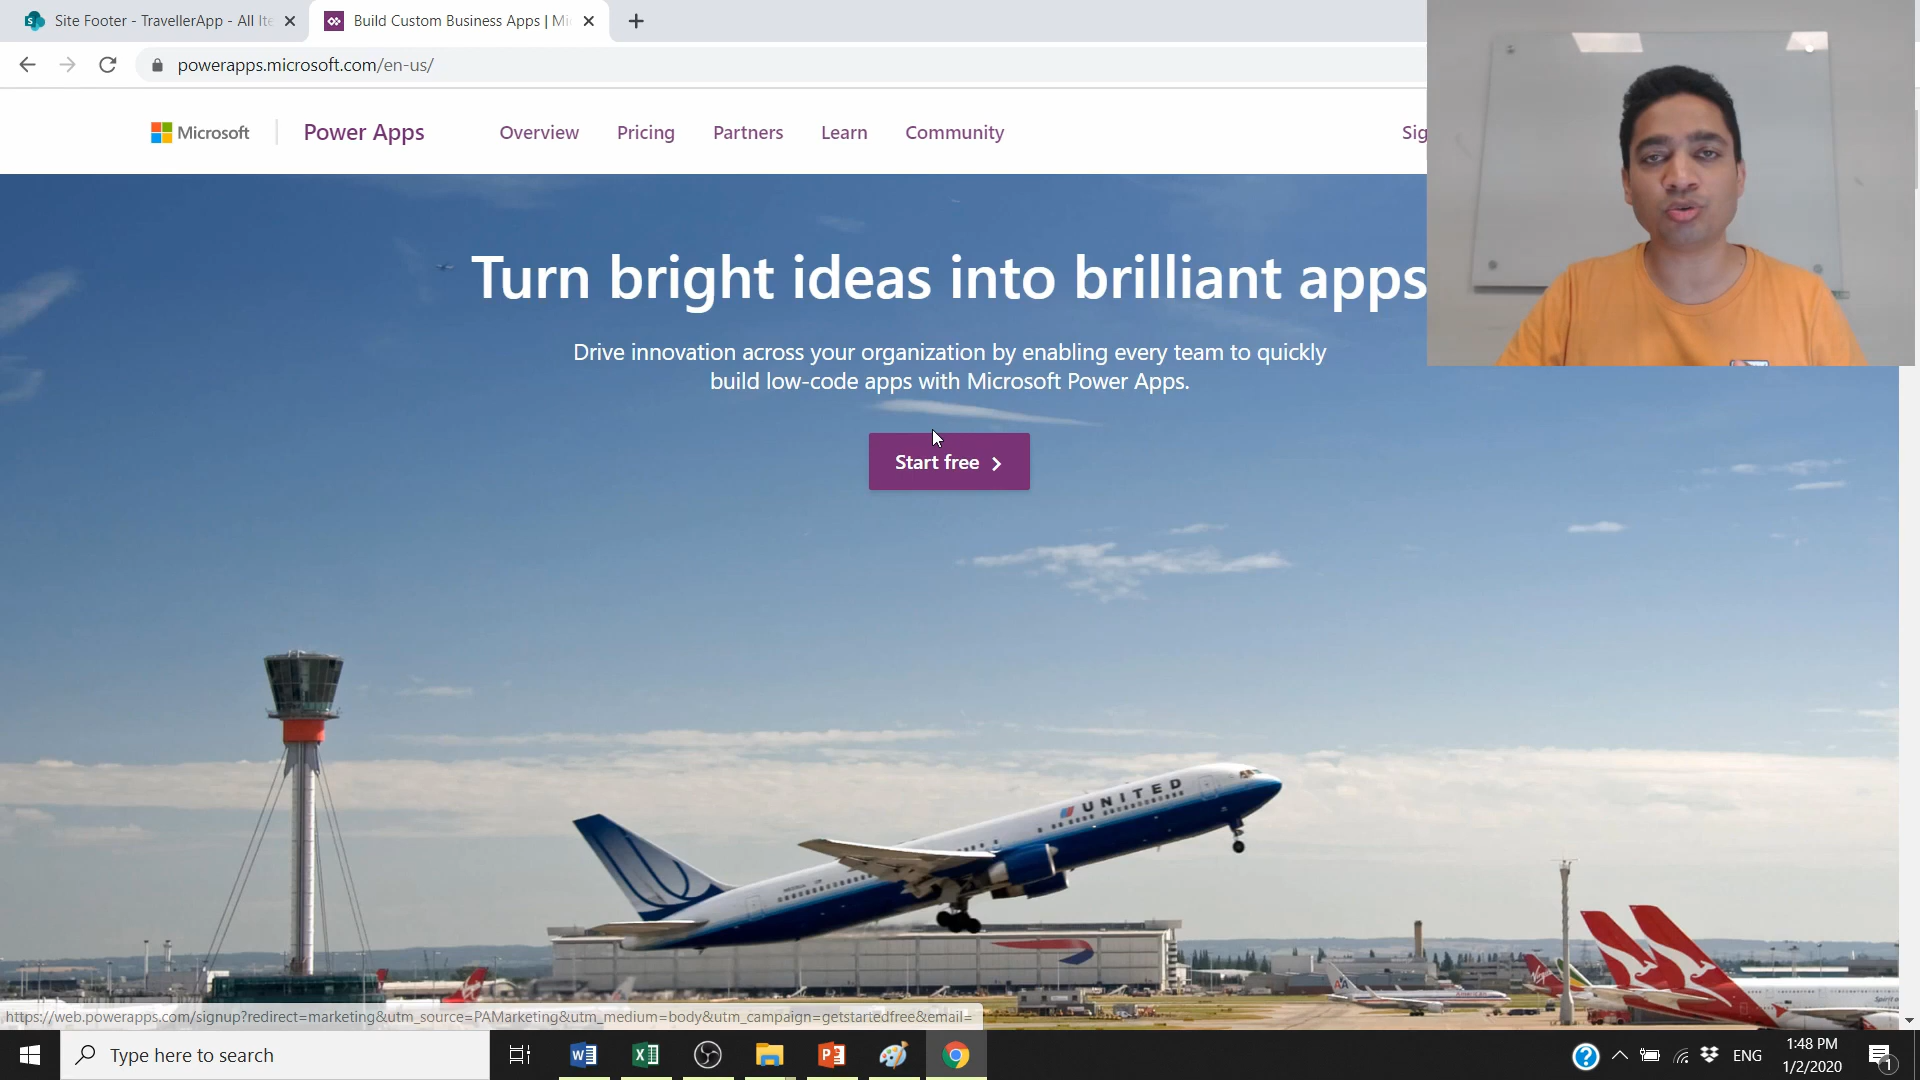 Site Footer - TravellerApp - All Ite
Build Custom Business Apps | Mi
powerapps.microsoft.com/en-us/
Microsoft
Power Apps
Overview
Pricing
Partners
Learn
Community
Sig
Turn bright ideas into brilliant apps
Drive innovation across your organization by enabling every team to quickly
build low-code apps with Microsoft Power Apps.
Start free
UNITED
https://web.powerapps.com/signup?redirect=marketing&utm_source=PAMarketing&utm_medium=body&utm_campaign=getstartedfree&email=
Type here to search
ENG
1:48 PM
1/2/2020
1